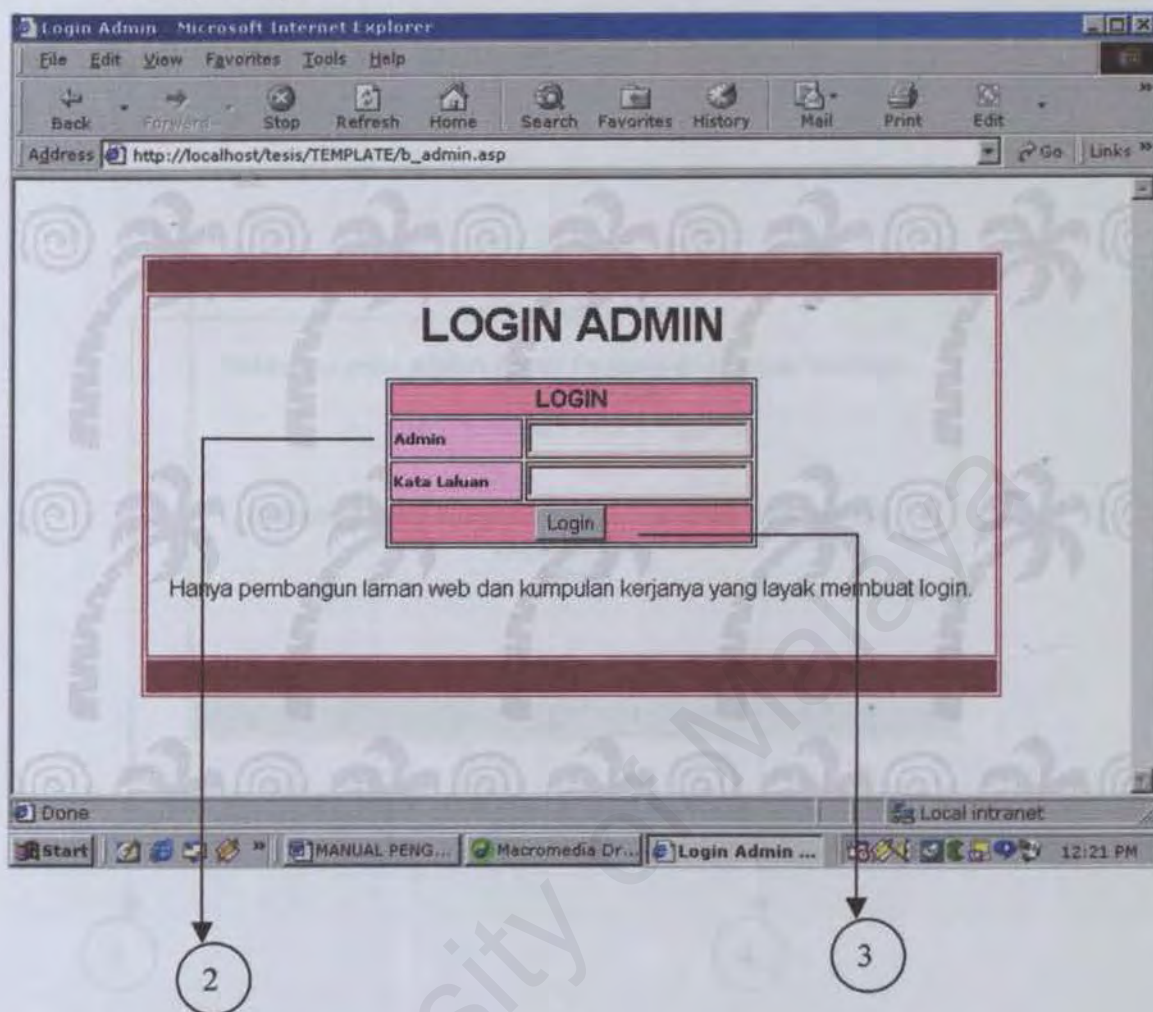 Login Admin - Microsoft Internet Explorer
File Edit View Favorites Tools Help
Back Forward Stop Refresh Home Search Favorites History Mail Print Edit
Address http://localhost/tesis/TEMPLATE/b_admin.asp Go Links »
LOGIN ADMIN
LOGIN
Admin
Kata Laluan
Login
Hanya pembangun laman web dan kumpulan kerjanya yang layak membuat login.
Done Local intranet
Start » MANUAL PENG... Macromedia Dr... Login Admin ... 12:21 PM
2 3
University of Malaya